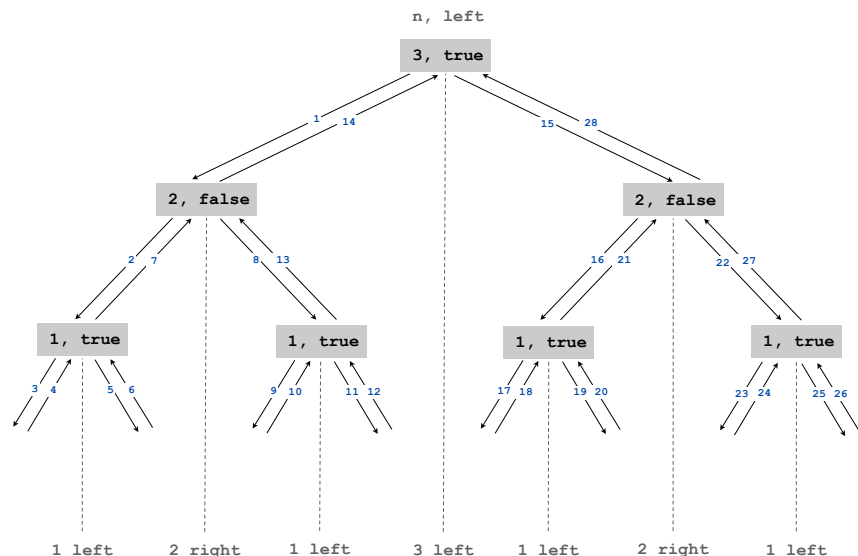 n, left
3, true
1
14
15
28
2, false
2, false
2
7
8
13
16
21
22
27
1, true
1, true
1, true
1, true
3
4
5
6
9
10
11
12
17
18
19
20
23
24
25
26
1 left
2 right
1 left
3 left
1 left
2 right
1 left